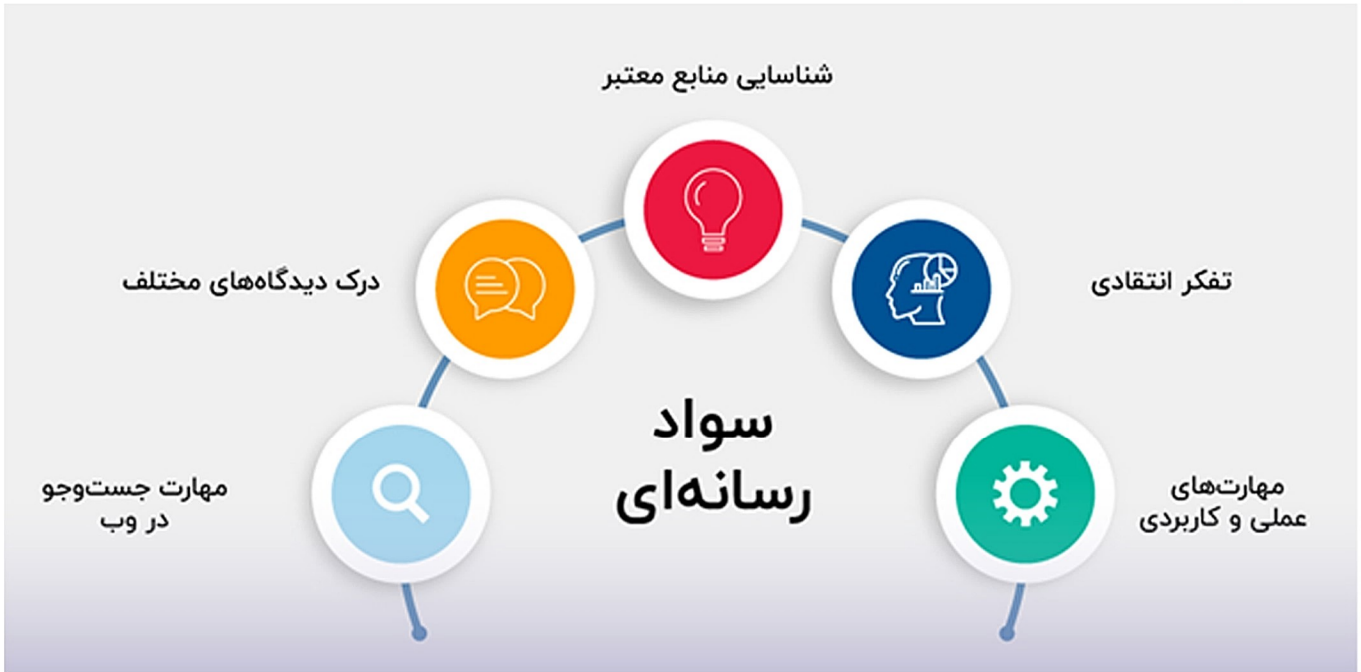 شناسایی منابع معتبر
تفکر انتقادی
درک دیدگاه‌های مختلف
سواد
رسانه‌ای
مهارت‌های
عملی و کاربردی
مهارت جست‌وجو
در وب